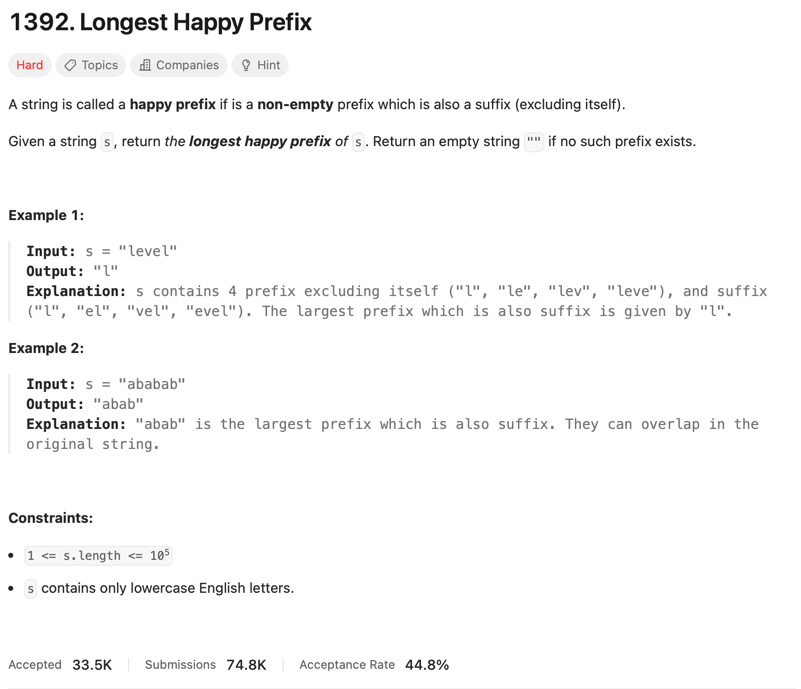 1392. Longest Happy Prefix
Hard Topics Companies Hint
A string is called a happy prefix if is a non-empty prefix which is also a suffix (excluding itself).
Given a string s, return the longest happy prefix of s. Return an empty string "" if no such prefix exists.
Example 1:
Input: s = "level"
Output: "l"
Explanation: s contains 4 prefix excluding itself ("l", "le", "lev", "leve"), and suffix
("l", "el", "vel", "evel"). The largest prefix which is also suffix is given by "l".
Example 2:
Input: s = "ababab"
Output: "abab"
Explanation: "abab" is the largest prefix which is also suffix. They can overlap in the
original string.
Constraints:
• 1 <= s.length <= 10⁵
• s contains only lowercase English letters.
Accepted 33.5K Submissions 74.8K Acceptance Rate 44.8%